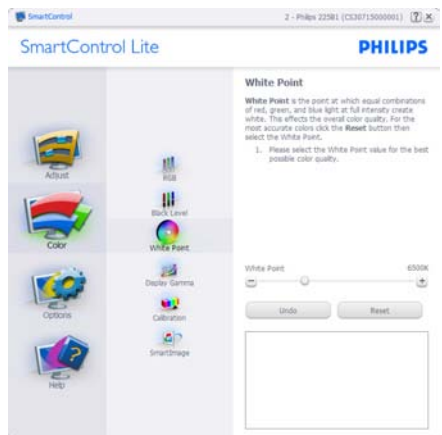 SmartControl
2 - Philips 225B1 (CS30715000001)
SmartControl Lite
PHILIPS
Adjust
Color
Options
Help
RGB
Black Level
White Point
Display Gamma
Calibration
SmartImage
White Point
White Point is the point at which equal combinations
of red, green, and blue light at full intensity create
white. This effects the overall color quality. For the
most accurate colors click the Reset button then
select the White Point.
1. Please select the White Point value for the best
possible color quality.
White Point 6500K
Undo Reset